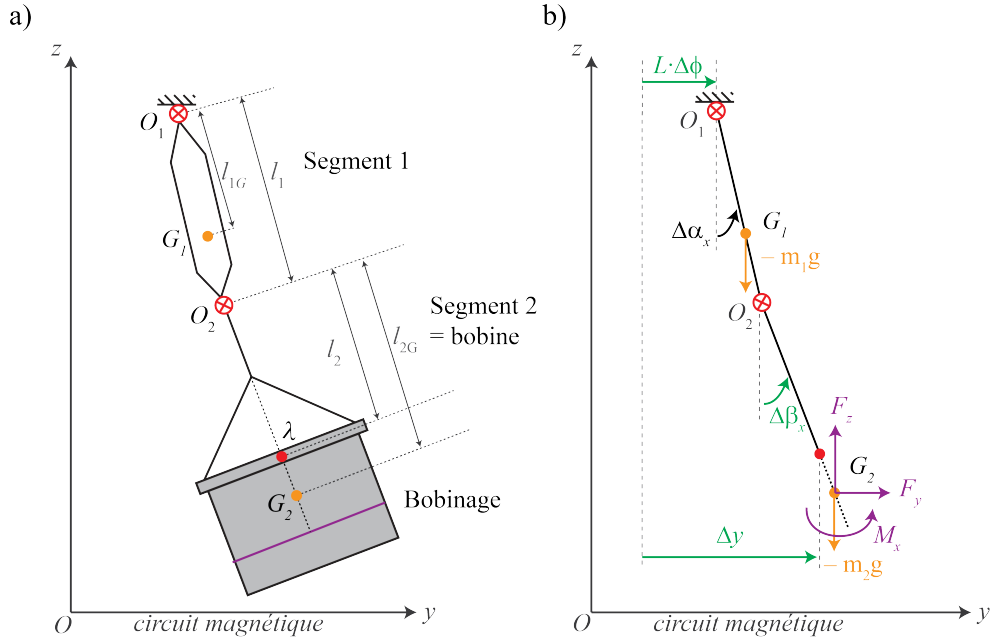 a)
z
O1
l1G
l1
Segment 1
G1
O2
l2
l2G
Segment 2
= bobine
λ
G2
Bobinage
O
circuit magnétique
y
b)
z
L·Δϕ
O1
Δαx
G1
– m1g
O2
Δβx
Fz
G2
Fy
Mx
Δy
– m2g
O
circuit magnétique
y